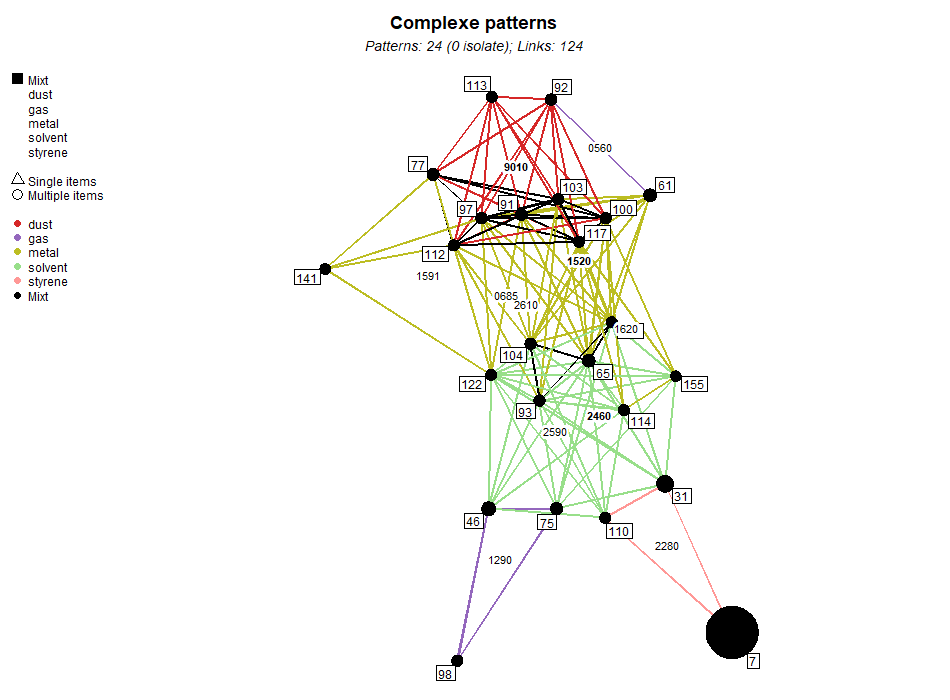 Complexe patterns
Patterns: 24 (0 isolate); Links: 124
Mixt
dust
gas
metal
solvent
styrene
Single items
Multiple items
dust
gas
metal
solvent
styrene
Mixt
113
92
0560
9010
77
103
61
97
91
100
117
112
1520
141
1591
0685
2610
1620
104
65
122
155
93
2460
114
2590
31
46
75
110
2280
1290
98
7